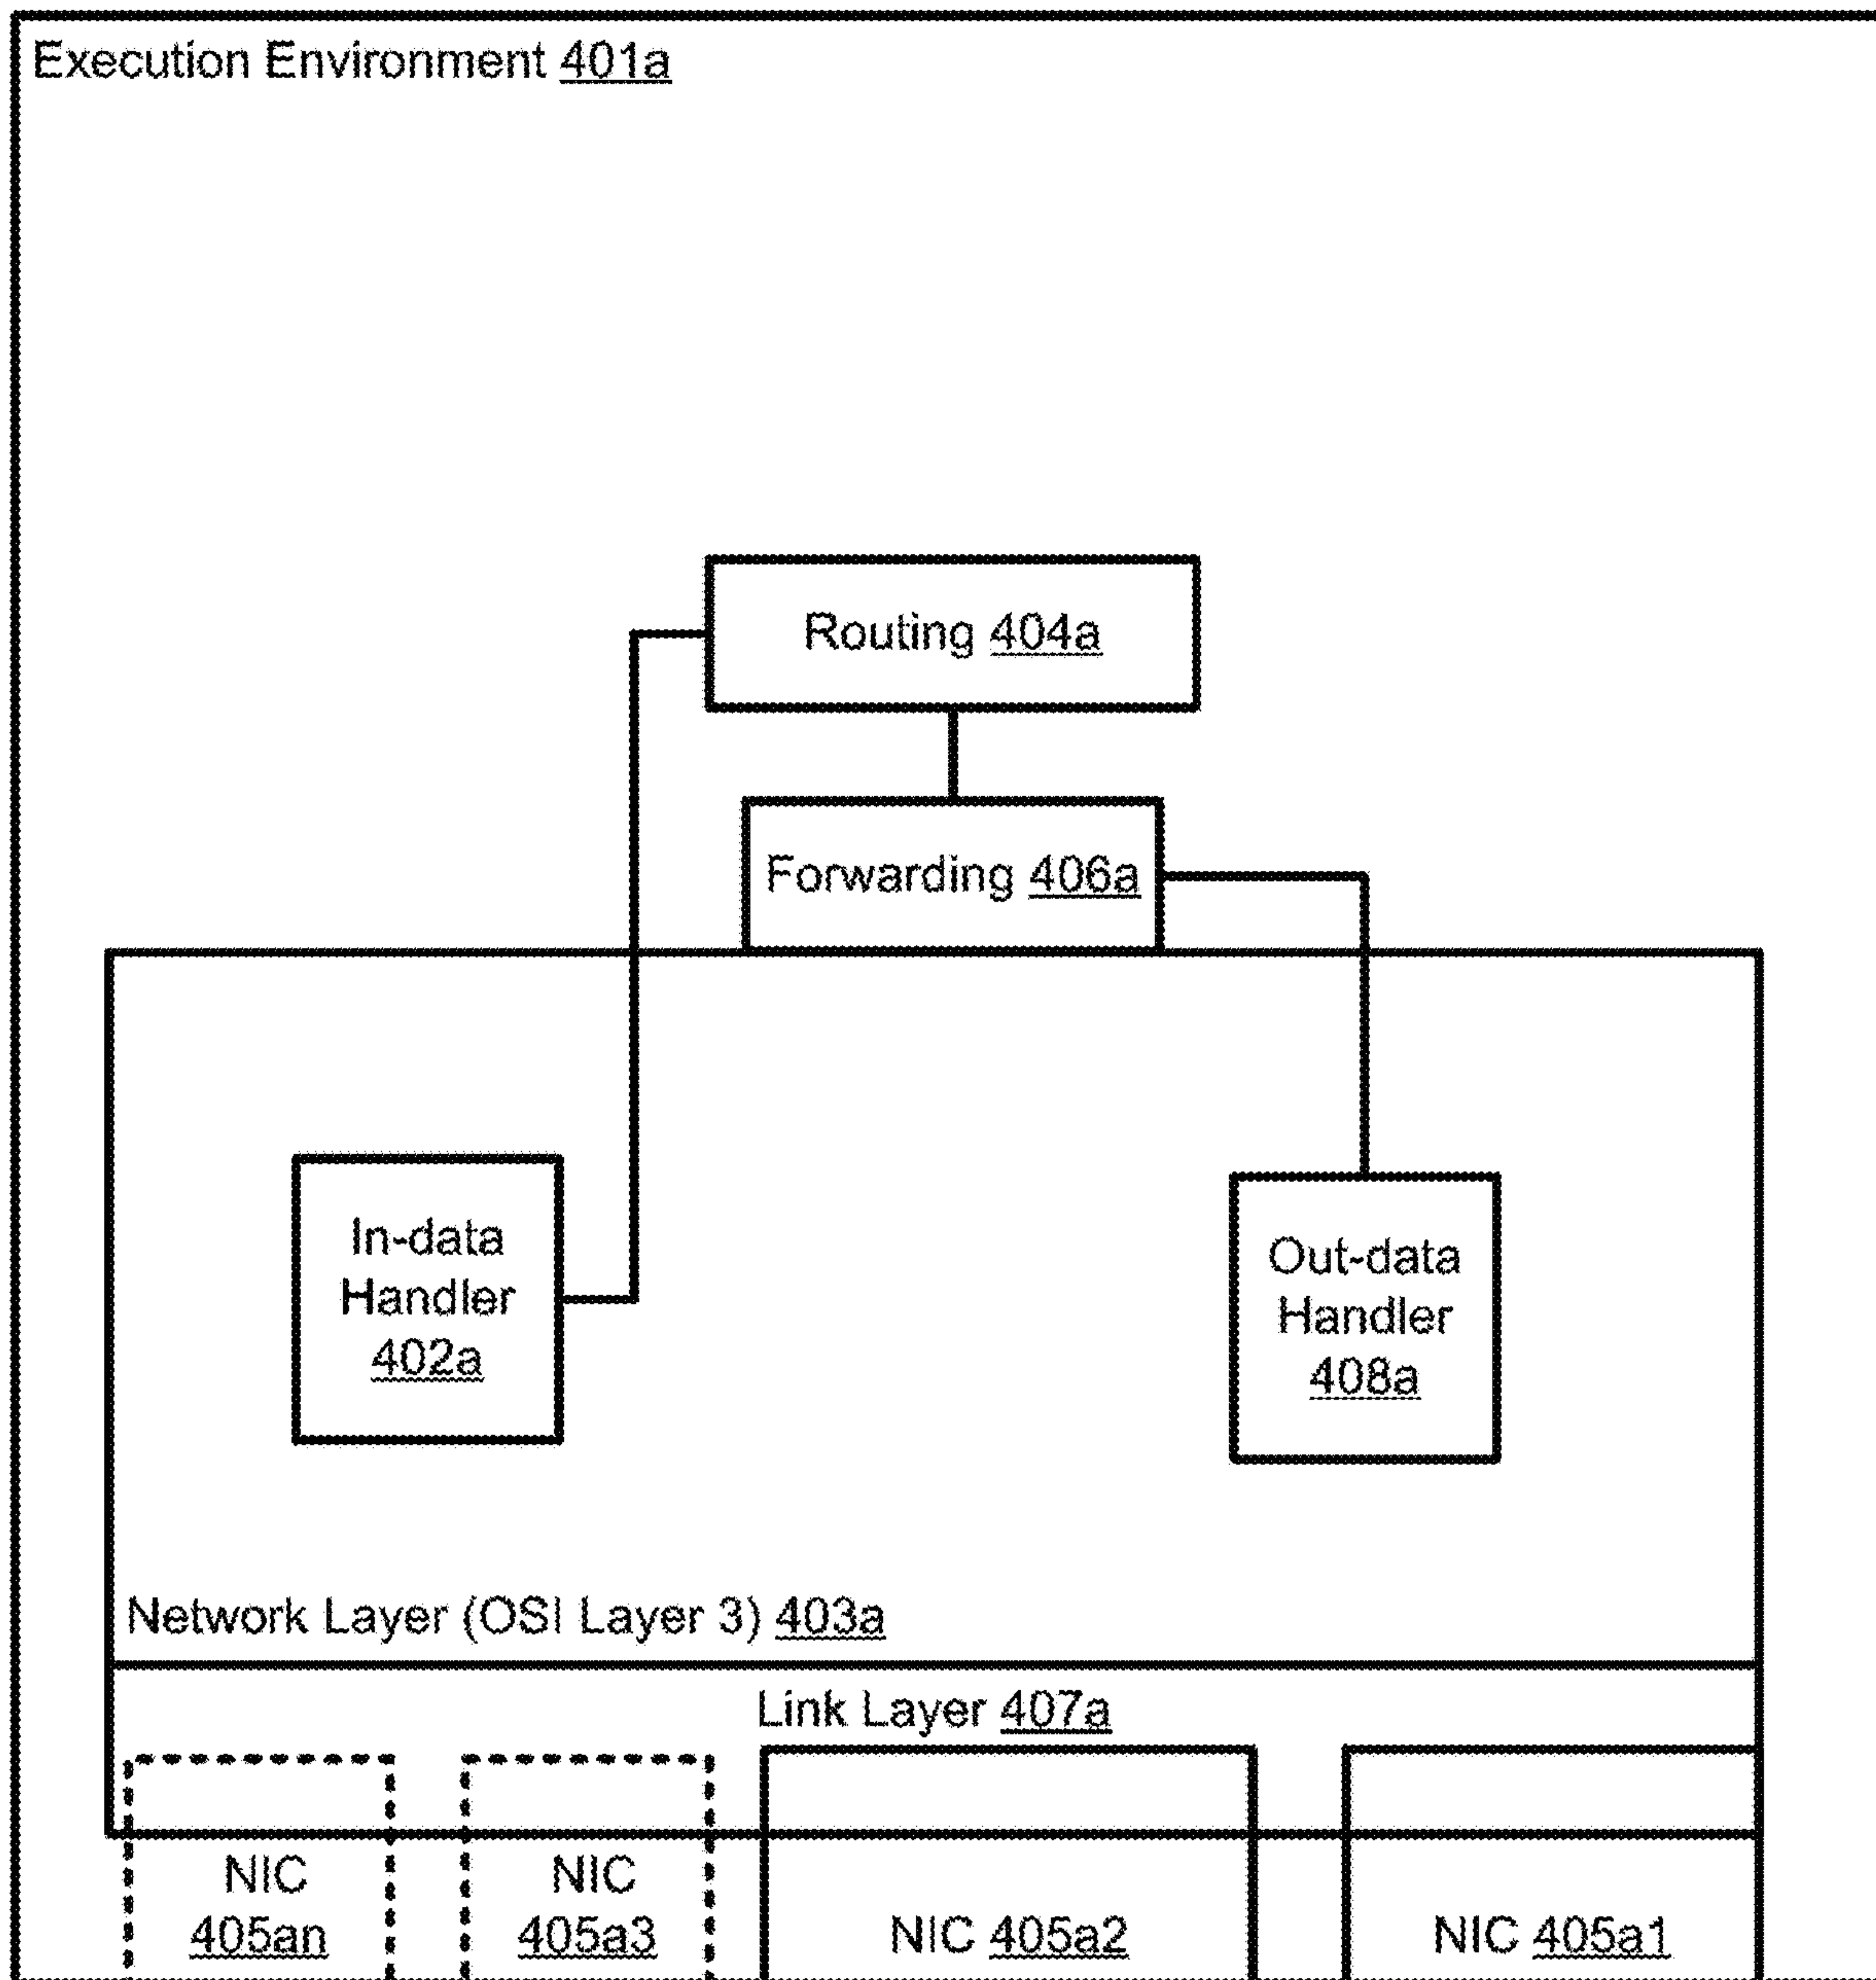 Execution Environment 401a
Routing 404a
Forwarding 406a
In-data
Handler
402a
Out-data
Handler
408a
Network Layer (OSI Layer 3) 403a
Link Layer 407a
NIC
405an
NIC
405a3
NIC 405a2
NIC 405a1